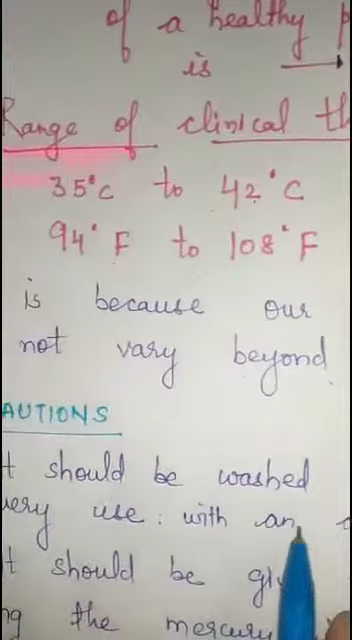 of a healthy
is
Range of clinical
35°C to 42°C
94°F to 108°F
is because our
not vary beyond
AUTIONS
t should be washed
very use. with an
t should be
the mercury